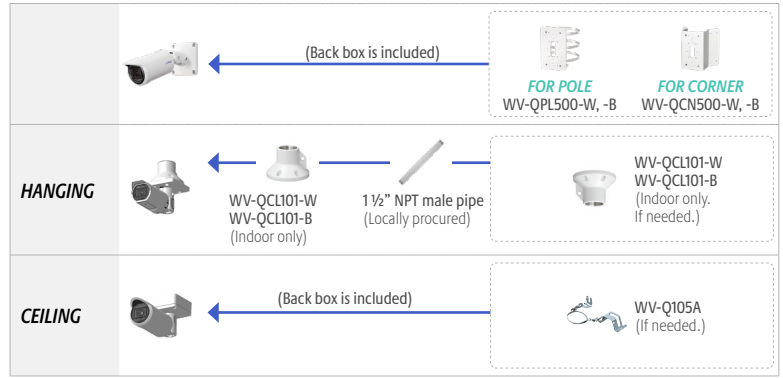 (Back box is included)
FOR POLE
WV-QPL500-W, -B
FOR CORNER
WV-QCN500-W, -B
HANGING
WV-QCL101-W
WV-QCL101-B
(Indoor only)
1 ½” NPT male pipe
(Locally procured)
WV-QCL101-W
WV-QCL101-B
(Indoor only.
If needed.)
CEILING
(Back box is included)
WV-Q105A
(If needed.)